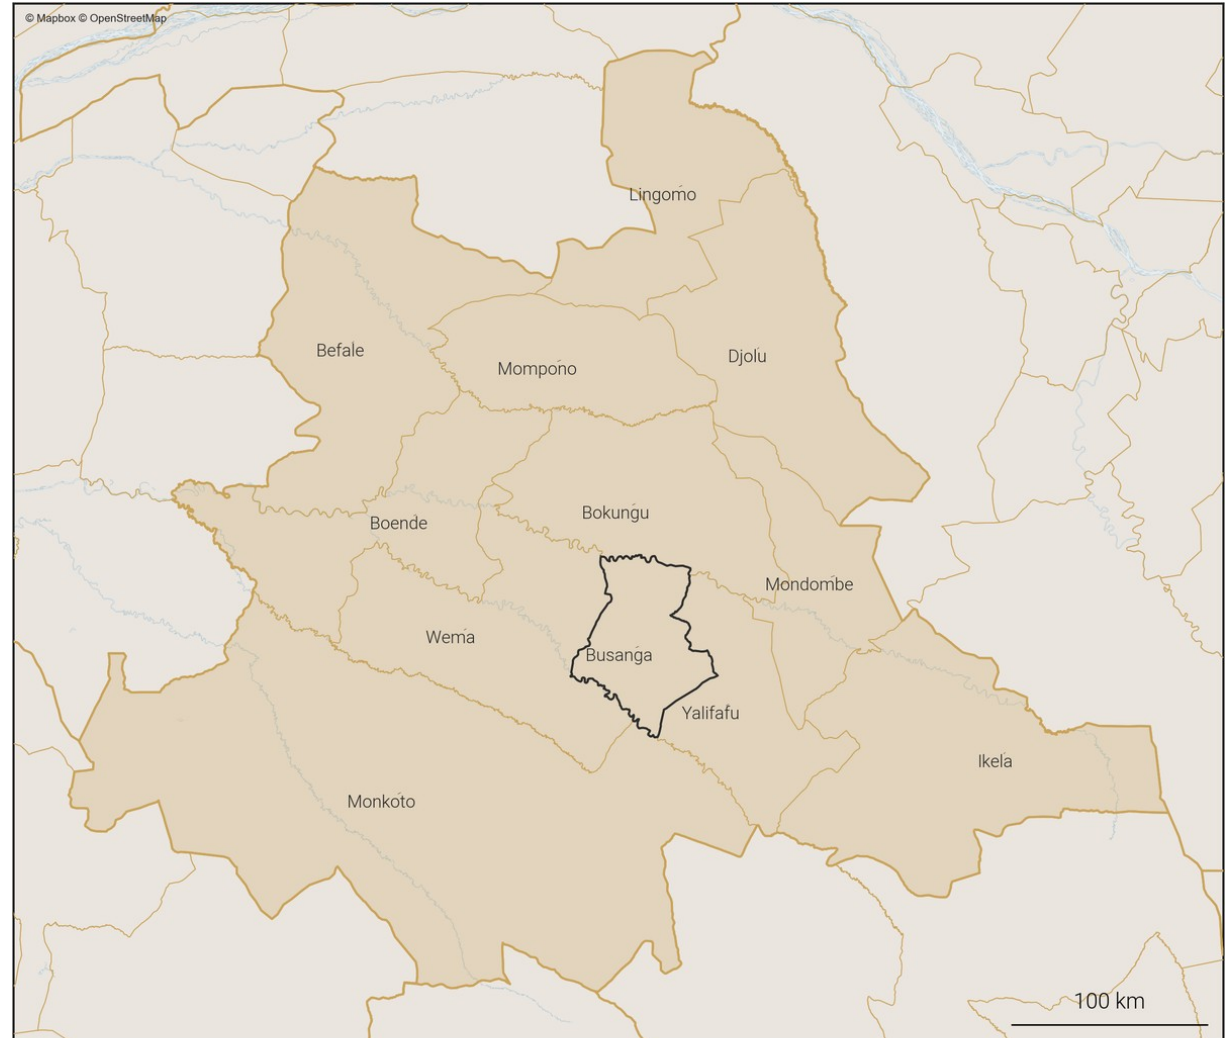 © Mapbox © OpenStreetMap
Lingomo
Befale
Mompono
Djolu
Boende
Bokungu
Mondombe
Wema
Busanga
Yalifafu
Ikela
Monkoto
100 km